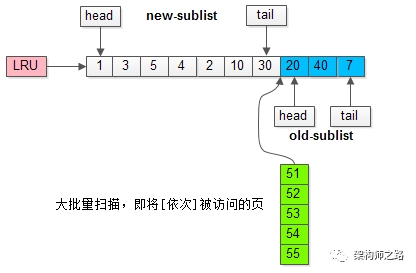 new-sublist
head
tail
LRU
1 3 5 4 2 10 30 20 40 7
head
tail
old-sublist
大批量扫描，即将[依次]被访问的页
51
52
53
54
55
架构师之路